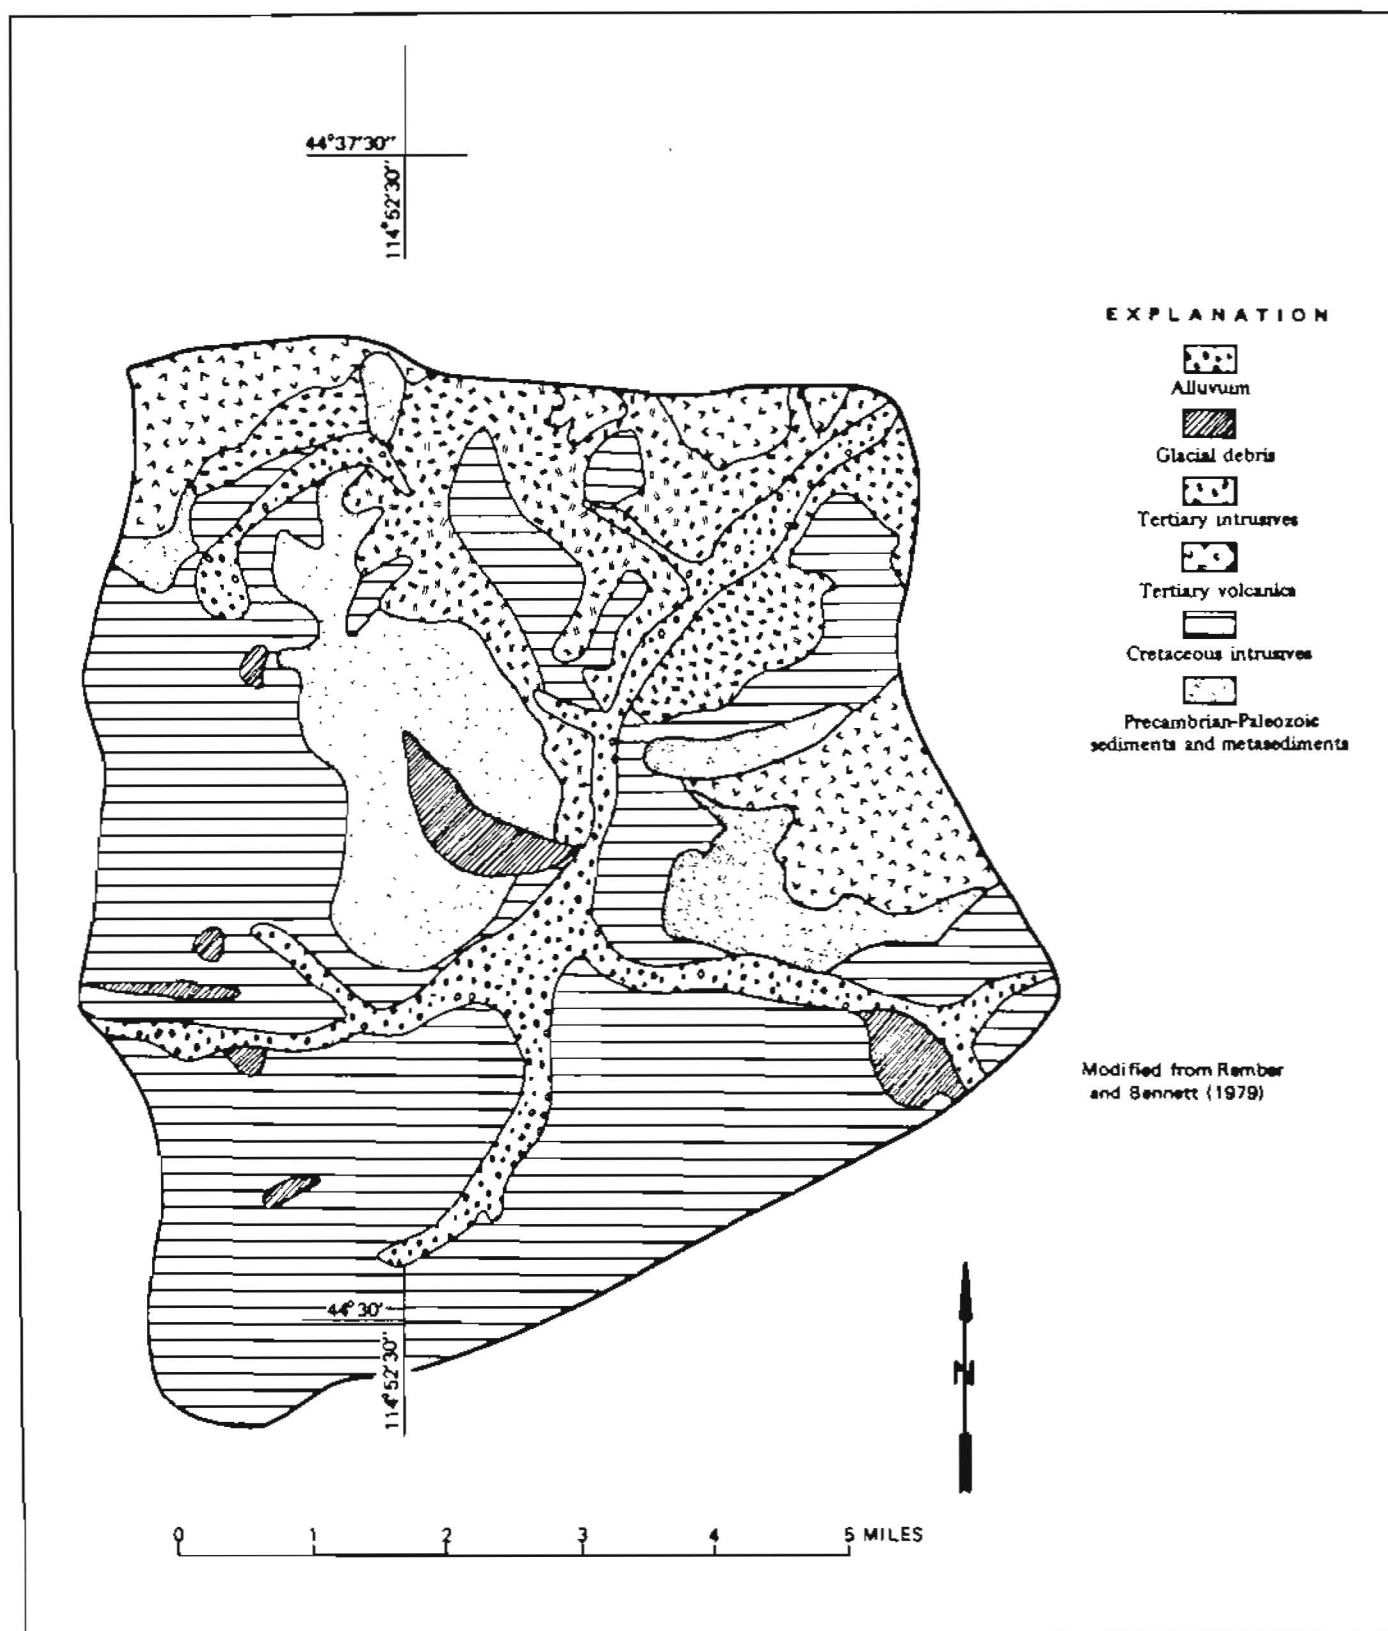 44°37'30"
114°52'30"
EXPLANATION
Alluvium
Glacial debris
Tertiary intrusives
Tertiary volcanics
Cretaceous intrusives
Precambrian-Paleozoic
sediments and metasediments
Modified from Rember
and Bennett (1979)
44°30'
114°52'30"
N
0 1 2 3 4 5 MILES